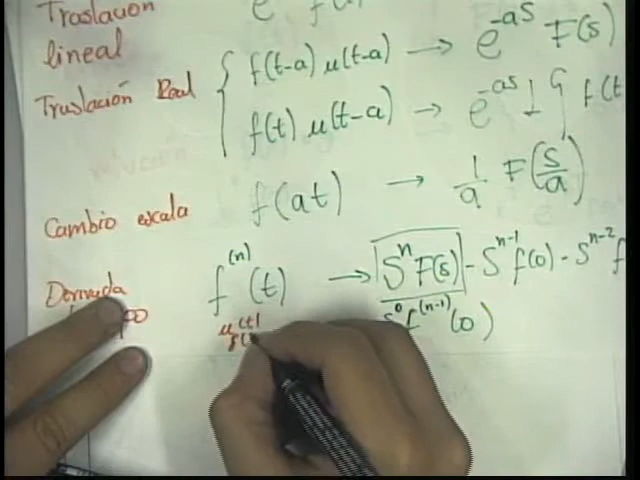 Traslacion
lineal
Traslación Real
f(t-a) μ(t-a) → e^-as F(s)
f(t) μ(t-a) → e^-as L { f(t
Cambio escala f(at) → 1/a F(s/a)
Derivada f^(n) (t) → S^n F(s) - S^n-1 f(0) - S^n-2 f
μ(t) S^0 f^(n-1) (0)